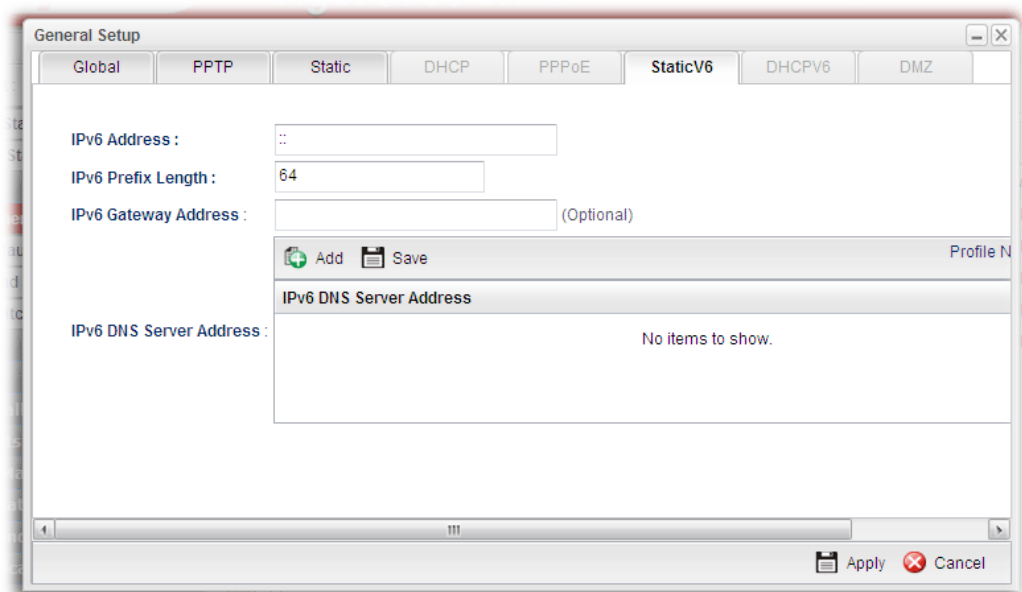 General Setup
Global PPTP Static DHCP PPPoE StaticV6 DHCPV6 DMZ
IPv6 Address : ::
IPv6 Prefix Length : 64
IPv6 Gateway Address : (Optional)
Add Save Profile N
IPv6 DNS Server Address
IPv6 DNS Server Address : No items to show.
Apply Cancel